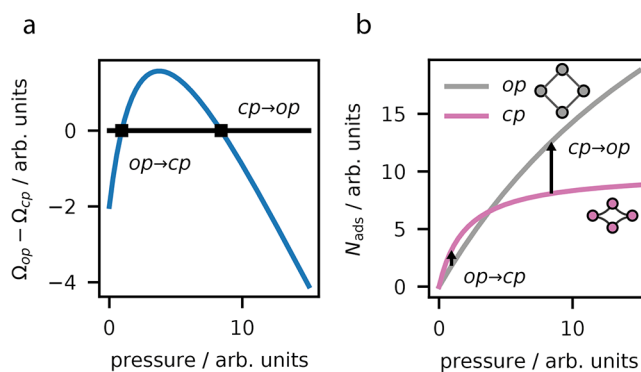 a
Ω_op − Ω_cp / arb. units
0
−2
−4
cp→op
op→cp
0
10
pressure / arb. units
b
N_ads / arb. units
15
10
5
0
op
cp
cp→op
op→cp
0
10
pressure / arb. units